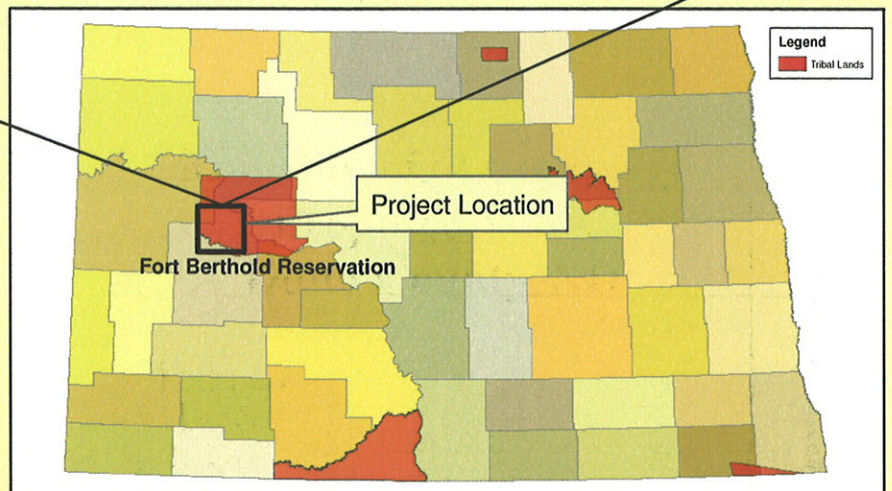 Legend
Tribal Lands
Project Location
Fort Berthold Reservation